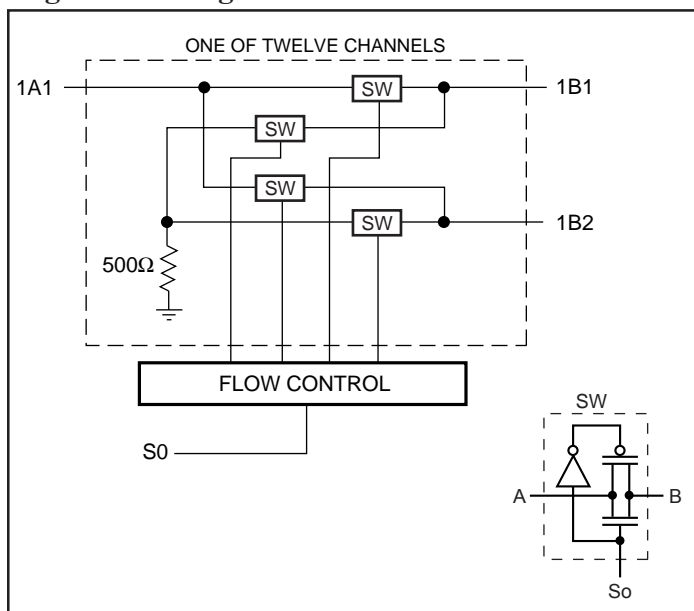 ONE OF TWELVE CHANNELS
1A1
SW
1B1
SW
SW
SW
1B2
500Ω
FLOW CONTROL
S0
SW
A
B
So